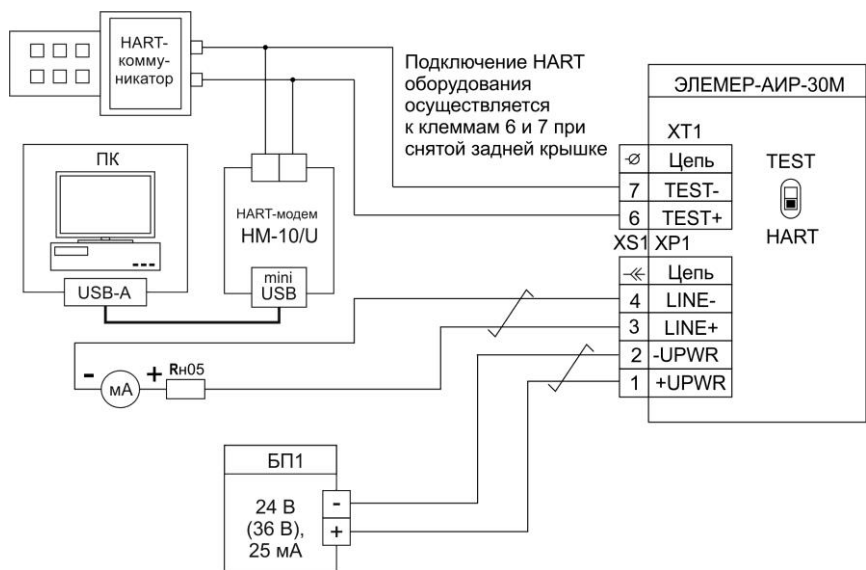 HART-
комму-
никатор
Подключение HART
оборудования
осуществляется
к клеммам 6 и 7 при
снятой задней крышке
ЭЛЕМЕР-АИР-30М
XT1
Цепь
7 TEST-
6 TEST+
TEST
HART
XS1 XP1
Цепь
4 LINE-
3 LINE+
2 -UPWR
1 +UPWR
ПК
USB-A
HART-модем
HM-10/U
mini
USB
- мА + Rн05
БП1
24 В
(36 В),
25 мА
-
+